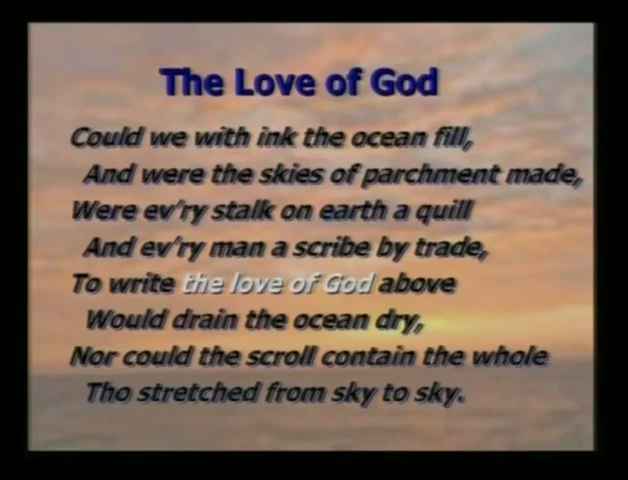 The Love of God
Could we with ink the ocean fill,
And were the skies of parchment made,
Were ev'ry stalk on earth a quill
And ev'ry man a scribe by trade,
To write the love of God above
Would drain the ocean dry,
Nor could the scroll contain the whole
Tho stretched from sky to sky.